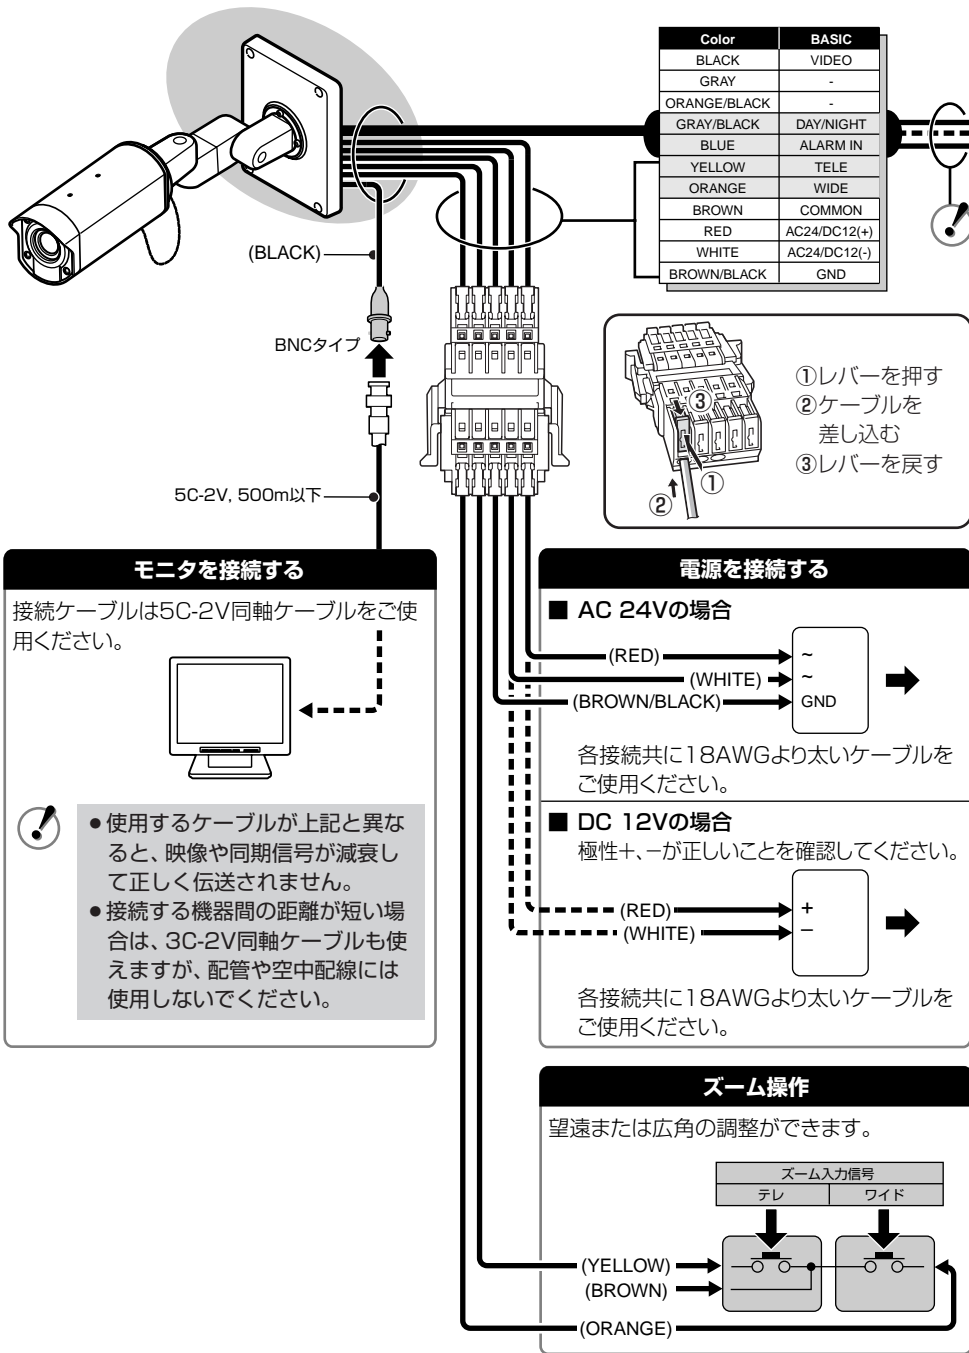 Color BASIC
BLACK VIDEO
GRAY -
ORANGE/BLACK -
GRAY/BLACK DAY/NIGHT
BLUE ALARM IN
YELLOW TELE
ORANGE WIDE
BROWN COMMON
RED AC24/DC12(+)
WHITE AC24/DC12(-)
BROWN/BLACK GND
(BLACK)
BNCタイプ
5C-2V, 500m以下
③
①
②
①レバーを押す
②ケーブルを
差し込む
③レバーを戻す
モニタを接続する
接続ケーブルは5C-2V同軸ケーブルをご使
用ください。
●使用するケーブルが上記と異な
ると、映像や同期信号が減衰し
て正しく伝送されません。
●接続する機器間の距離が短い場
合は、3C-2V同軸ケーブルも使
えますが、配管や空中配線には
使用しないでください。
電源を接続する
■ AC 24Vの場合
(RED) ~
(WHITE) ~
(BROWN/BLACK) GND
各接続共に18AWGより太いケーブルを
ご使用ください。
■ DC 12Vの場合
極性+、−が正しいことを確認してください。
(RED) +
(WHITE) −
各接続共に18AWGより太いケーブルを
ご使用ください。
ズーム操作
望遠または広角の調整ができます。
ズーム入力信号
テレ ワイド
(YELLOW)
(BROWN)
(ORANGE)